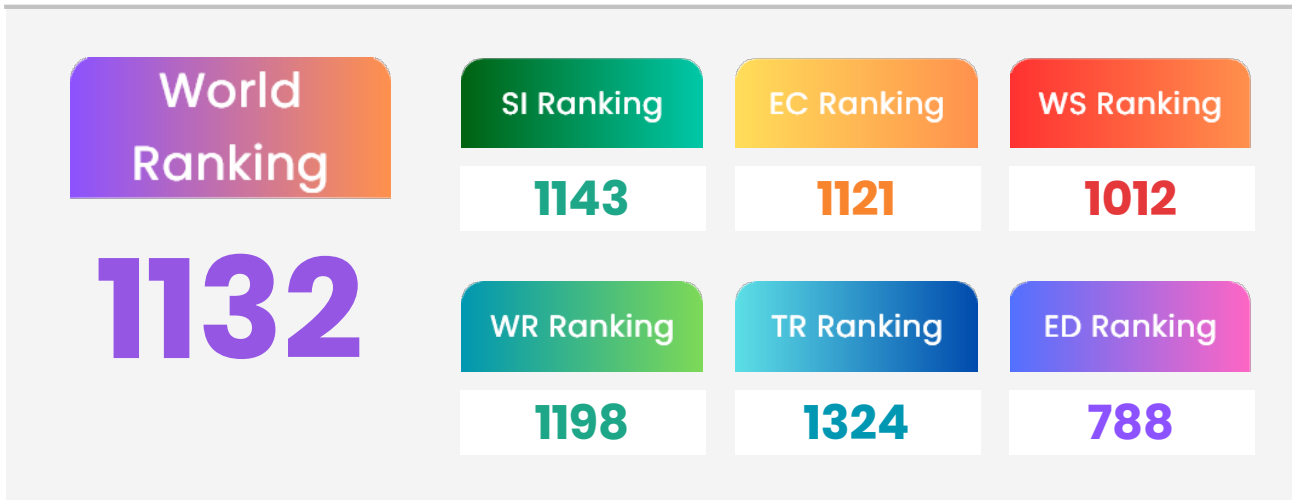 World
Ranking
1132
SI Ranking
1143
EC Ranking
1121
WS Ranking
1012
WR Ranking
1198
TR Ranking
1324
ED Ranking
788